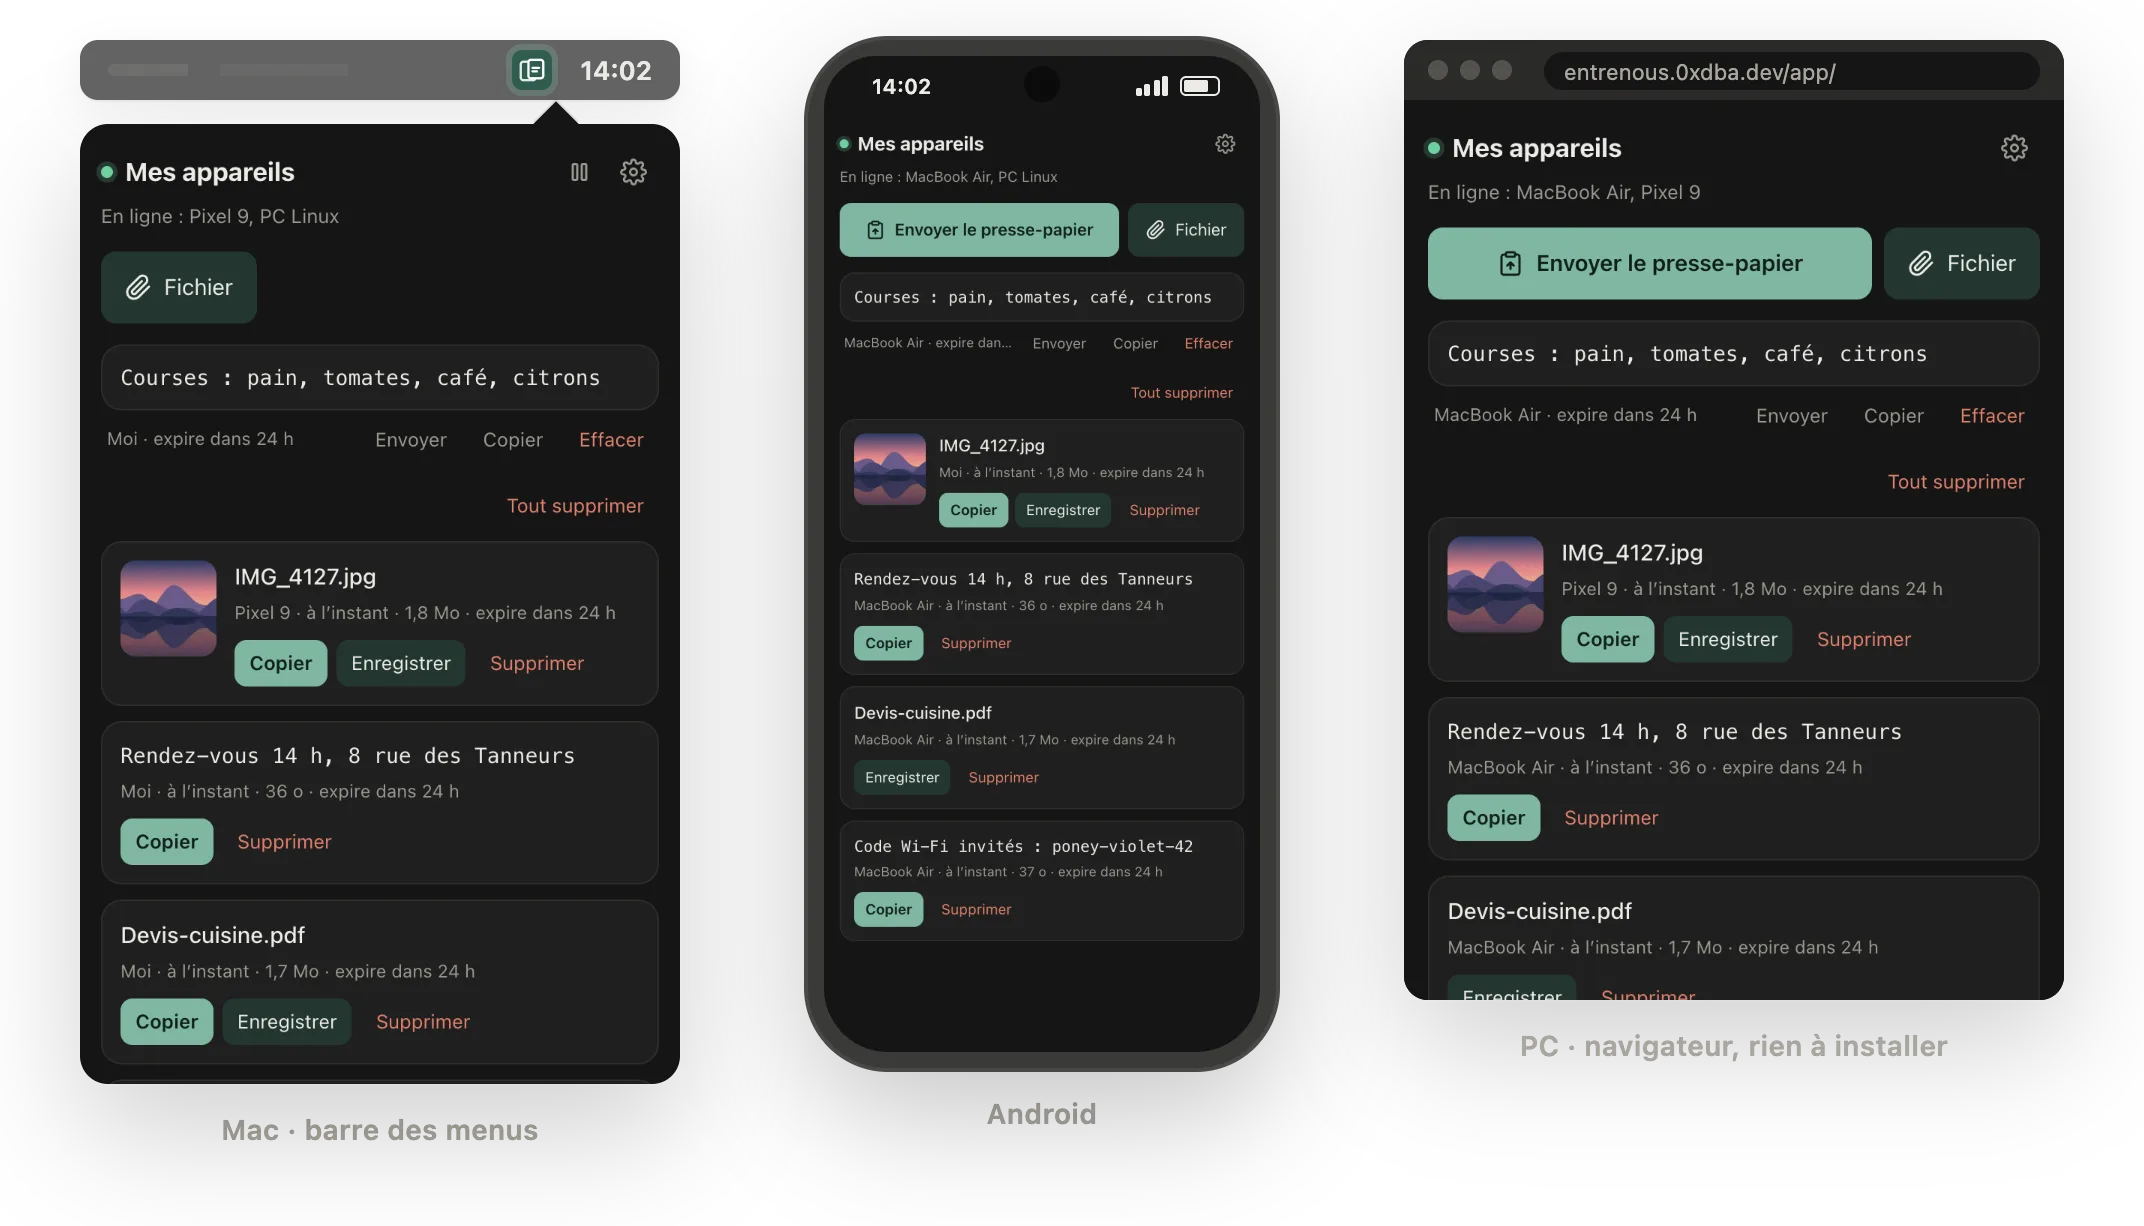 14:02
Mes appareils
En ligne : Pixel 9, PC Linux
Fichier
Courses : pain, tomates, café, citrons
Moi · expire dans 24 h Envoyer Copier Effacer
Tout supprimer
IMG_4127.jpg
Pixel 9 · à l’instant · 1,8 Mo · expire dans 24 h
Copier Enregistrer Supprimer
Rendez-vous 14 h, 8 rue des Tanneurs
Moi · à l’instant · 36 o · expire dans 24 h
Copier Supprimer
Devis-cuisine.pdf
Moi · à l’instant · 1,7 Mo · expire dans 24 h
Copier Enregistrer Supprimer
Mac · barre des menus
14:02
Mes appareils
En ligne : MacBook Air, PC Linux
Envoyer le presse-papier Fichier
Courses : pain, tomates, café, citrons
MacBook Air · expire dan... Envoyer Copier Effacer
Tout supprimer
IMG_4127.jpg
Moi · à l’instant · 1,8 Mo · expire dans 24 h
Copier Enregistrer Supprimer
Rendez-vous 14 h, 8 rue des Tanneurs
MacBook Air · à l’instant · 36 o · expire dans 24 h
Copier Supprimer
Devis-cuisine.pdf
MacBook Air · à l’instant · 1,7 Mo · expire dans 24 h
Enregistrer Supprimer
Code Wi-Fi invités : poney-violet-42
MacBook Air · à l’instant · 37 o · expire dans 24 h
Copier Supprimer
Android
entrenous.0xdba.dev/app/
Mes appareils
En ligne : MacBook Air, Pixel 9
Envoyer le presse-papier Fichier
Courses : pain, tomates, café, citrons
MacBook Air · expire dans 24 h Envoyer Copier Effacer
Tout supprimer
IMG_4127.jpg
Pixel 9 · à l’instant · 1,8 Mo · expire dans 24 h
Copier Enregistrer Supprimer
Rendez-vous 14 h, 8 rue des Tanneurs
MacBook Air · à l’instant · 36 o · expire dans 24 h
Copier Supprimer
Devis-cuisine.pdf
MacBook Air · à l’instant · 1,7 Mo · expire dans 24 h
Enregistrer Supprimer
PC · navigateur, rien à installer